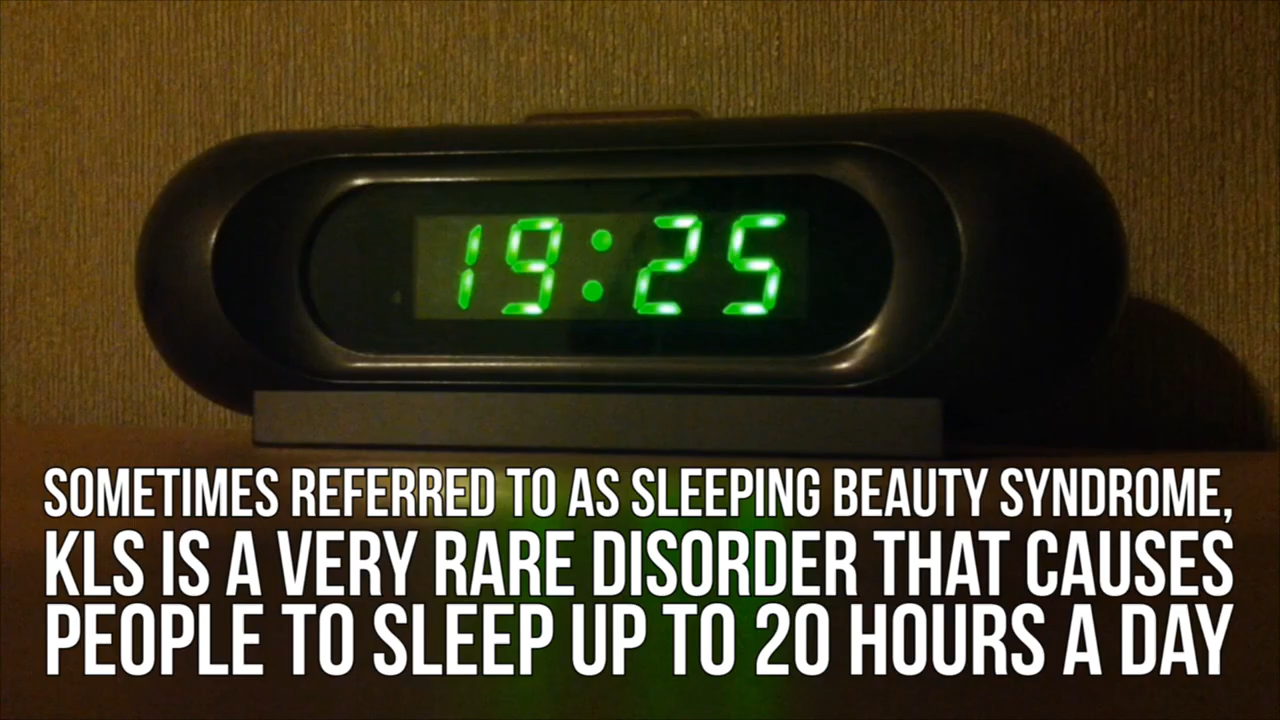 19:25
SOMETIMES REFERRED TO AS SLEEPING BEAUTY SYNDROME,
KLS IS A VERY RARE DISORDER THAT CAUSES
PEOPLE TO SLEEP UP TO 20 HOURS A DAY